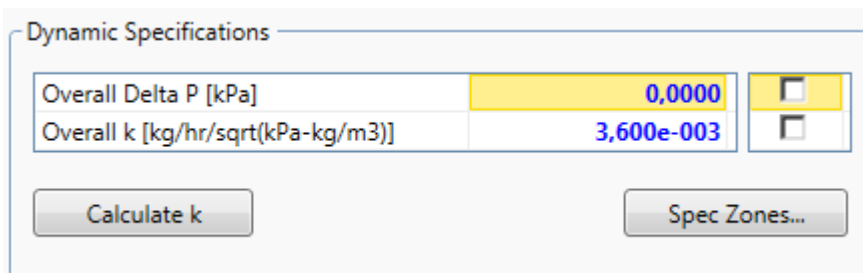 Dynamic Specifications
Overall Delta P [kPa] 0,0000
Overall k [kg/hr/sqrt(kPa-kg/m3)] 3,600e-003
Calculate k Spec Zones...